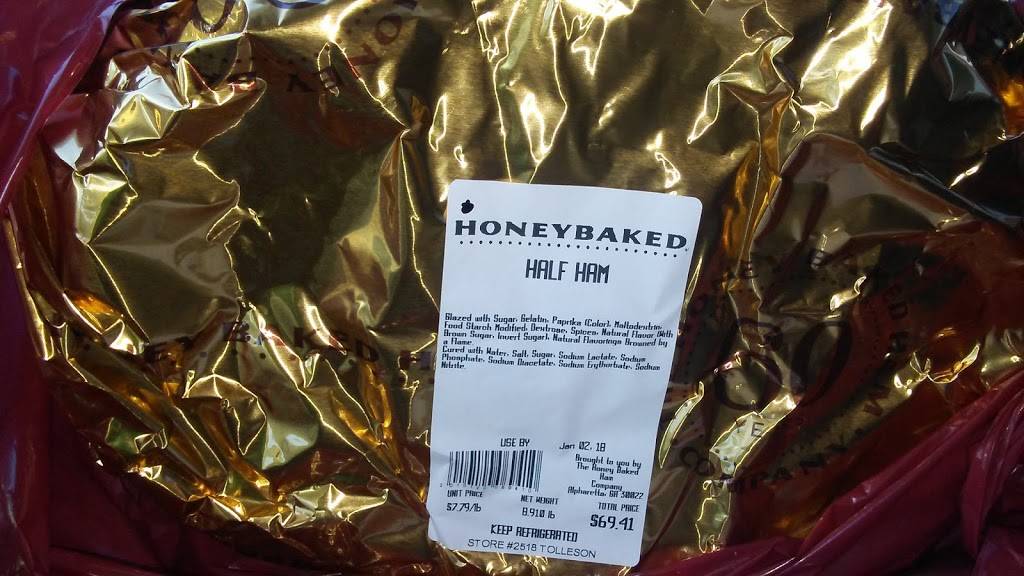 HONEYBAKED
HALF HAM
Glazed with Sugar, Gelatin, Paprika (Color), Maltodextrin,
Food Starch Modified, Dextrose, Spices, Natural Flavor (With
Brown Sugar, Invert Sugar), Natural Flavorings Browned by
a Flame.
Cured with Water, Salt, Sugar, Sodium Lactate, Sodium
Phosphate, Sodium Diacetate, Sodium Erythorbate, Sodium
Nitrite.
USE BY
Jan 02, 18
Brought to you by
The Honey Baked
Ham
Company
Alpharetta, GA 30022
UNIT PRICE
$7.79/lb
NET WEIGHT
8.910 lb
TOTAL PRICE
$69.41
KEEP REFRIGERATED
STORE #2518 TOLLESON
EY BAKED H
COMPANY